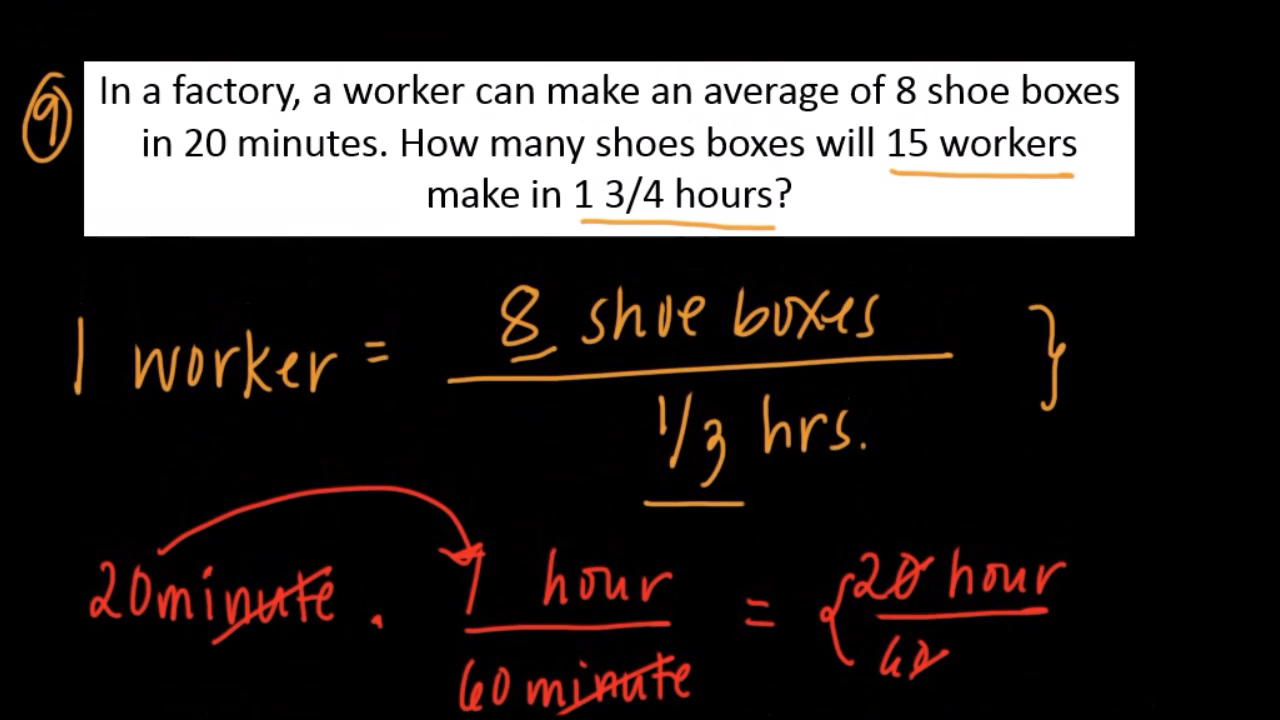 9
In a factory, a worker can make an average of 8 shoe boxes
in 20 minutes. How many shoes boxes will 15 workers
make in 1 3/4 hours?
1 worker = 8 shoe boxes }
1/3 hrs.
20 minute . 1 hour = { 20 hour
60 minute 60